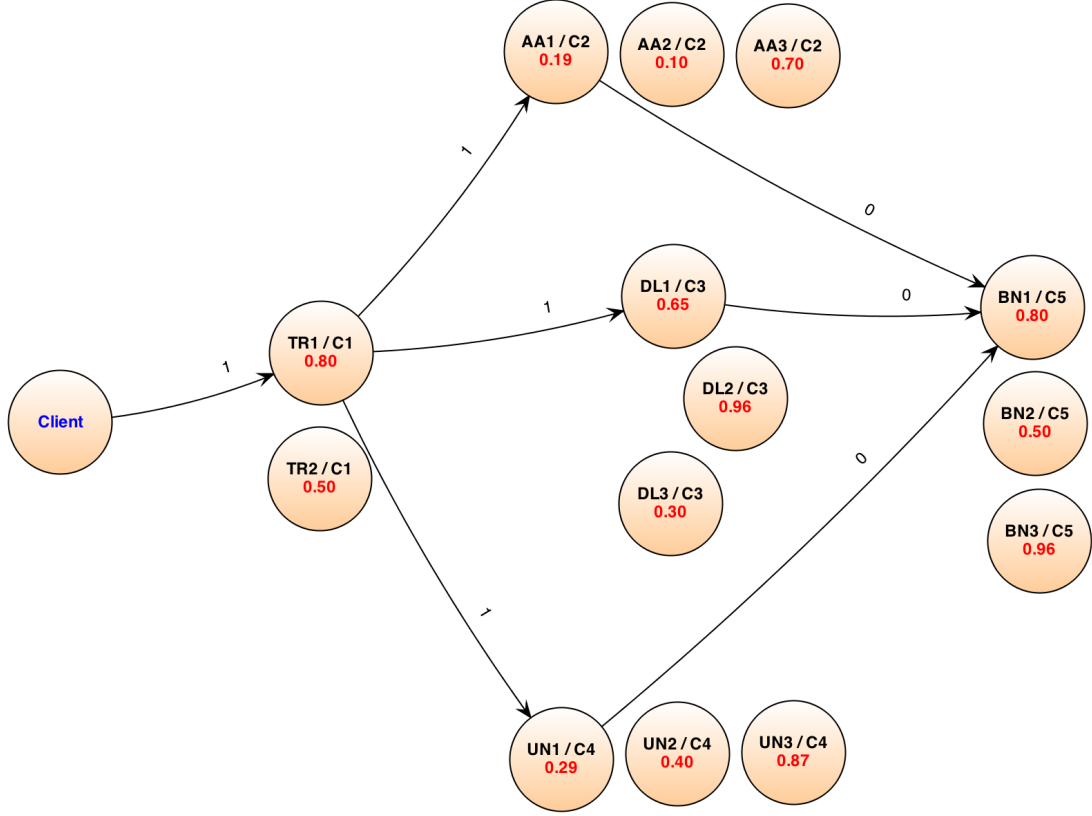 AA1 / C2
0.19
AA2 / C2
0.10
AA3 / C2
0.70
1
0
DL1 / C3
0.65
0
BN1 / C5
0.80
1
TR1 / C1
0.80
1
Client
DL2 / C3
0.96
BN2 / C5
0.50
TR2 / C1
0.50
0
DL3 / C3
0.30
BN3 / C5
0.96
1
UN1 / C4
0.29
UN2 / C4
0.40
UN3 / C4
0.87